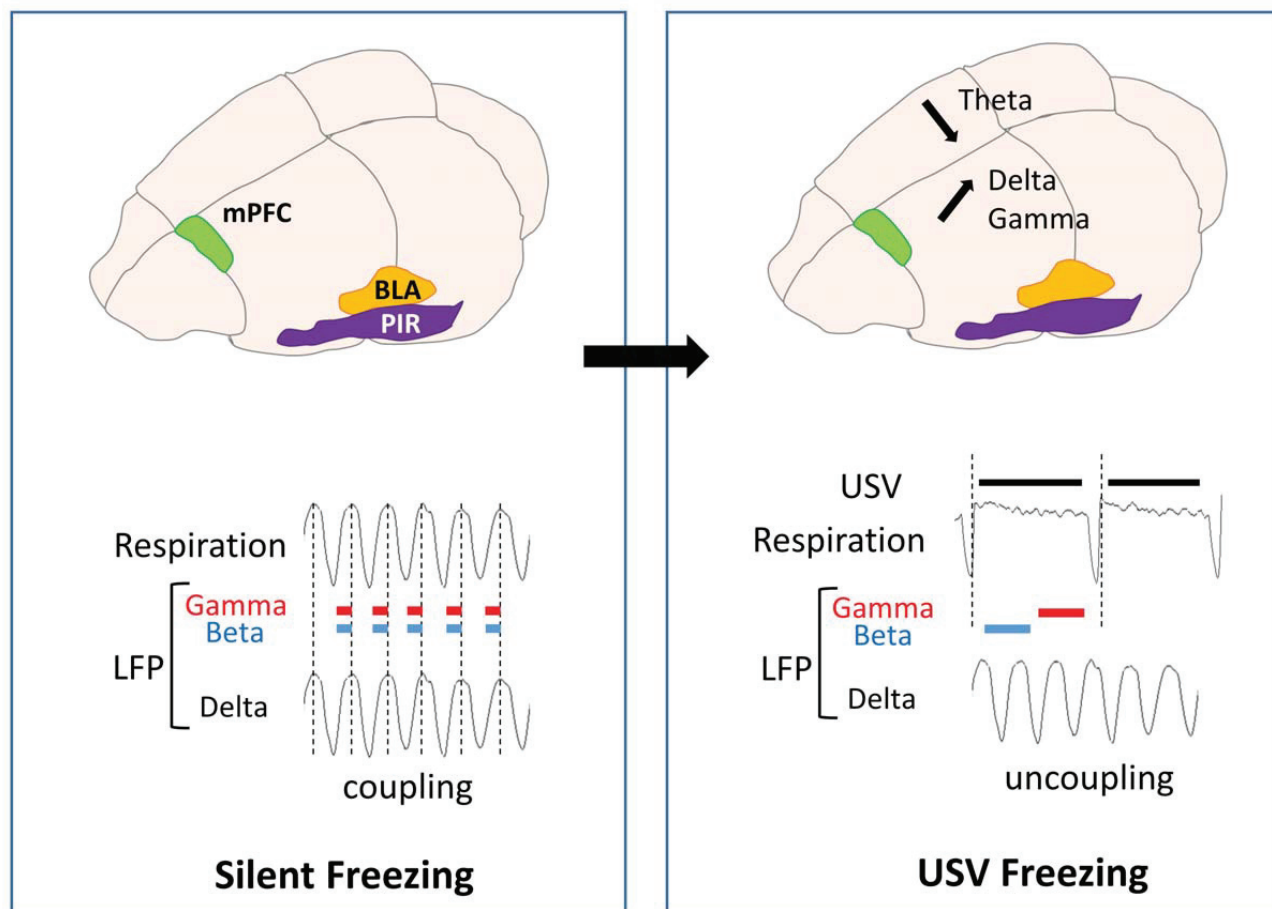 mPFC
BLA
PIR
Respiration
Gamma
Beta
LFP
Delta
coupling
Silent Freezing
Theta
Delta
Gamma
USV
Respiration
Gamma
Beta
LFP
Delta
uncoupling
USV Freezing